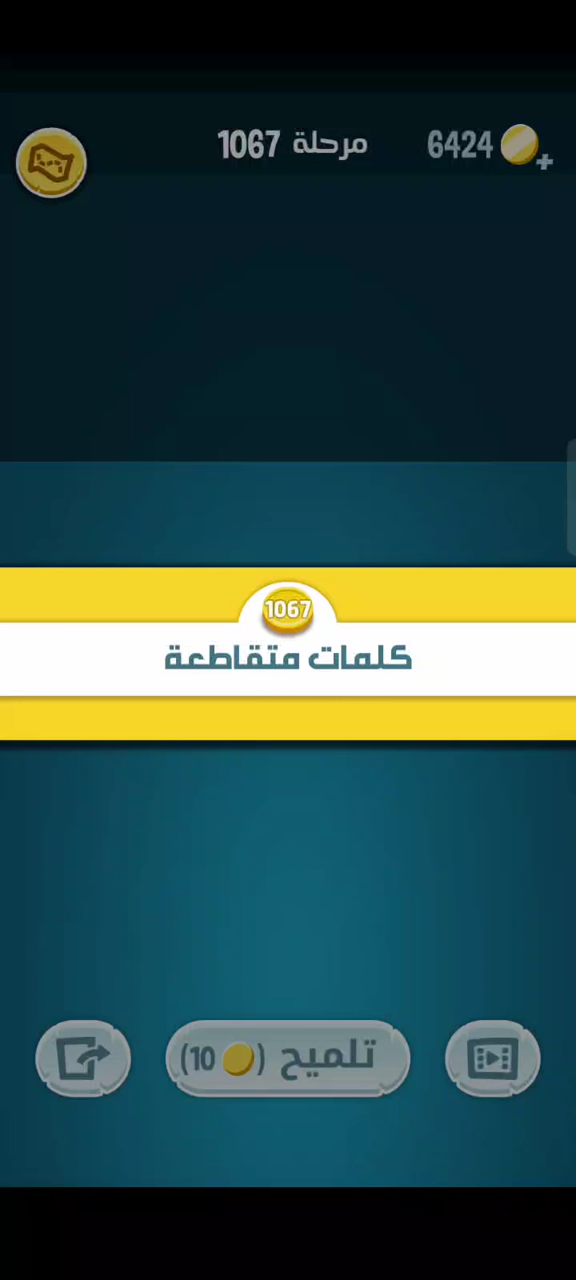 مرحلة 1067
6424
1067
كلمات متقاطعة
تلميح (10)